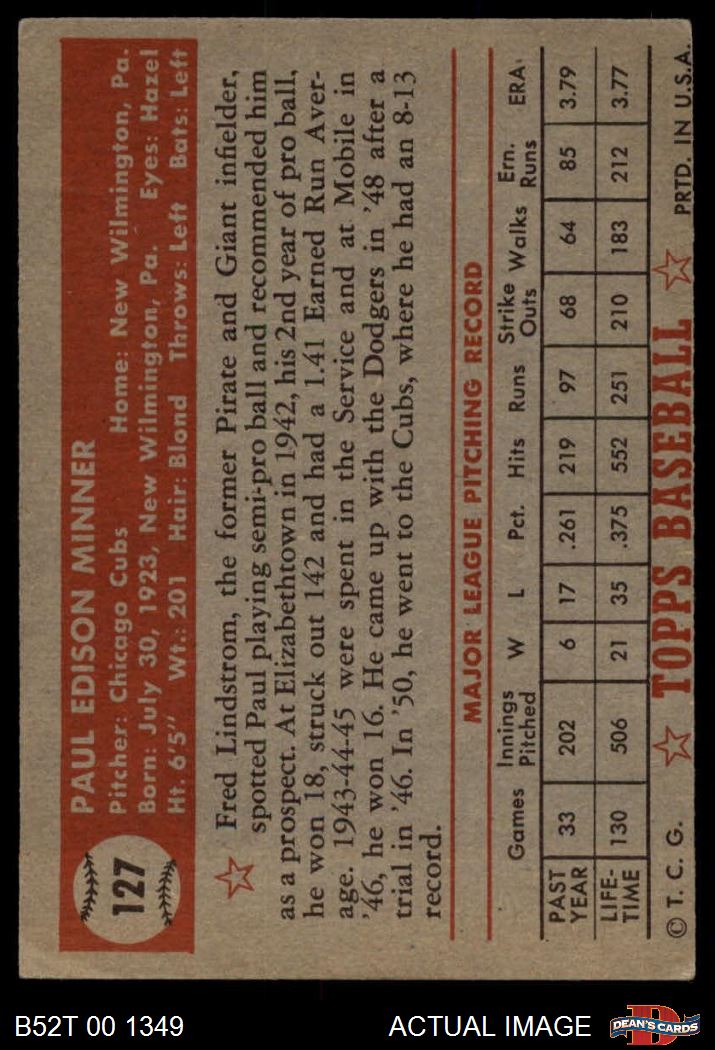 127
PAUL EDISON MINNER
Pitcher: Chicago Cubs Home: New Wilmington, Pa.
Born: July 30, 1923, New Wilmington, Pa. Eyes: Hazel
Ht. 6'5" Wt.: 201 Hair: Blond Throws: Left Bats: Left
Fred Lindstrom, the former Pirate and Giant infielder,
spotted Paul playing semi-pro ball and recommended him
as a prospect. At Elizabethtown in 1942, his 2nd year of pro ball,
he won 18, struck out 142 and had a 1.41 Earned Run Aver-
age. 1943-44-45 were spent in the Service and at Mobile in
'46, he won 16. He came up with the Dodgers in '48 after a
trial in '46. In '50, he went to the Cubs, where he had an 8-13
record.
MAJOR LEAGUE PITCHING RECORD
Games Innings Pitched W L Pct. Hits Runs Strike Outs Walks Ern. Runs ERA
PAST YEAR 33 202 6 17 .261 219 97 68 64 85 3.79
LIFE-TIME 130 506 21 35 .375 552 251 210 183 212 3.77
© T. C. G. TOPPS BASEBALL PRTD. IN U.S.A.
B52T 00 1349 ACTUAL IMAGE DEAN'S CARDS